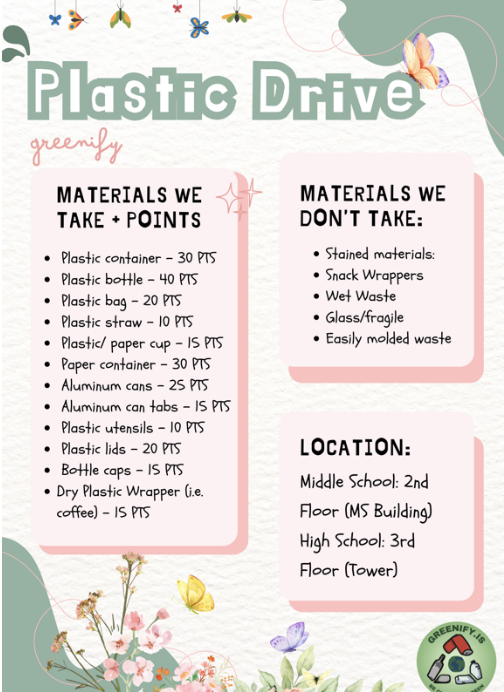 Plastic Drive
greenify
MATERIALS WE
TAKE + POINTS
• Plastic container – 30 PTS
• Plastic bottle – 40 PTS
• Plastic bag – 20 PTS
• Plastic straw – 10 PTS
• Plastic/ paper cup – 15 PTS
• Paper container – 30 PTS
• Aluminum cans – 25 PTS
• Aluminum can tabs – 15 PTS
• Plastic utensils – 10 PTS
• Plastic lids – 20 PTS
• Bottle caps – 15 PTS
• Dry Plastic Wrapper (i.e.
coffee) – 15 PTS
MATERIALS WE
DON'T TAKE:
• Stained materials:
• Snack Wrappers
• Wet Waste
• Glass/fragile
• Easily molded waste
LOCATION:
Middle School: 2nd
Floor (MS Building)
High School: 3rd
Floor (Tower)
GREENIFY.IS